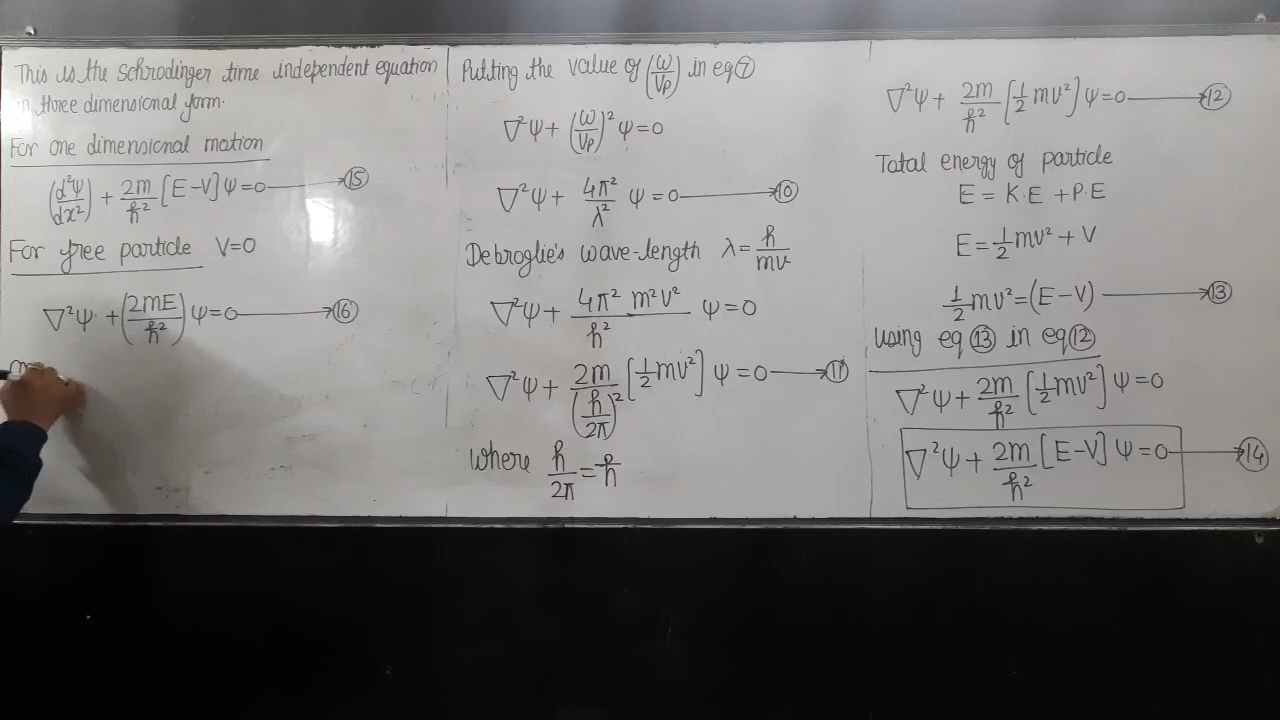 This is the Schrodinger time independent equation
in three dimensional form.
For one dimensional motion
(d²Ψ/dx²) + 2m/ħ² [E-V] Ψ=0 → ⑮
For free particle V=0
∇²Ψ + (2mE/ħ²) Ψ=0 → ⑯
Putting the value of (ω/Vp) in eq ⑦
∇²Ψ + (ω/Vp)² Ψ=0
∇²Ψ + 4π²/λ² Ψ=0 → ⑩
Debroglie's wave-length λ = h/mv
∇²Ψ + 4π² m²v²/h² Ψ=0
∇²Ψ + 2m/(h/2π)² [½mv²] Ψ=0 → ⑪
Where h/2π = ħ
∇²Ψ + 2m/ħ² [½mv²] Ψ=0 → ⑫
Total energy of particle
E = K.E + P.E
E = ½mv² + V
½mv² = (E-V) → ⑬
Using eq ⑬ in eq ⑫
∇²Ψ + 2m/ħ² [½mv²] Ψ=0
∇²Ψ + 2m/ħ² [E-V] Ψ=0 → ⑭